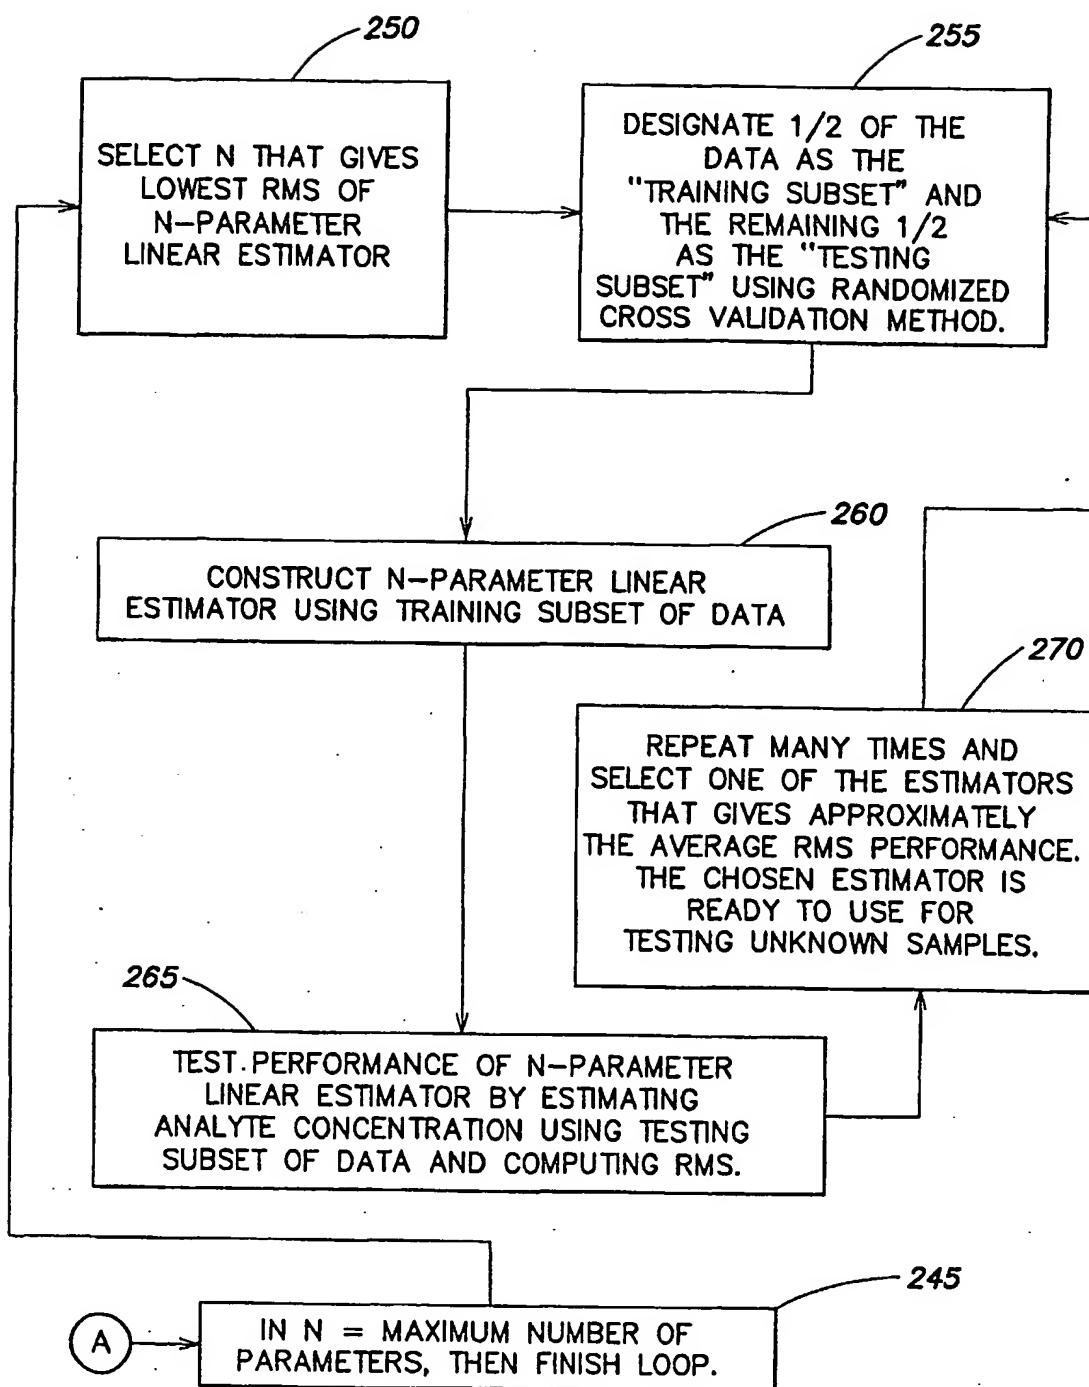 250
SELECT N THAT GIVES
LOWEST RMS OF
N-PARAMETER
LINEAR ESTIMATOR
255
DESIGNATE 1/2 OF THE
DATA AS THE
"TRAINING SUBSET" AND
THE REMAINING 1/2
AS THE "TESTING
SUBSET" USING RANDOMIZED
CROSS VALIDATION METHOD.
260
CONSTRUCT N-PARAMETER LINEAR
ESTIMATOR USING TRAINING SUBSET OF DATA
270
REPEAT MANY TIMES AND
SELECT ONE OF THE ESTIMATORS
THAT GIVES APPROXIMATELY
THE AVERAGE RMS PERFORMANCE.
THE CHOSEN ESTIMATOR IS
READY TO USE FOR
TESTING UNKNOWN SAMPLES.
265
TEST.PERFORMANCE OF N-PARAMETER
LINEAR ESTIMATOR BY ESTIMATING
ANALYTE CONCENTRATION USING TESTING
SUBSET OF DATA AND COMPUTING RMS.
245
A
IN N = MAXIMUM NUMBER OF
PARAMETERS, THEN FINISH LOOP.